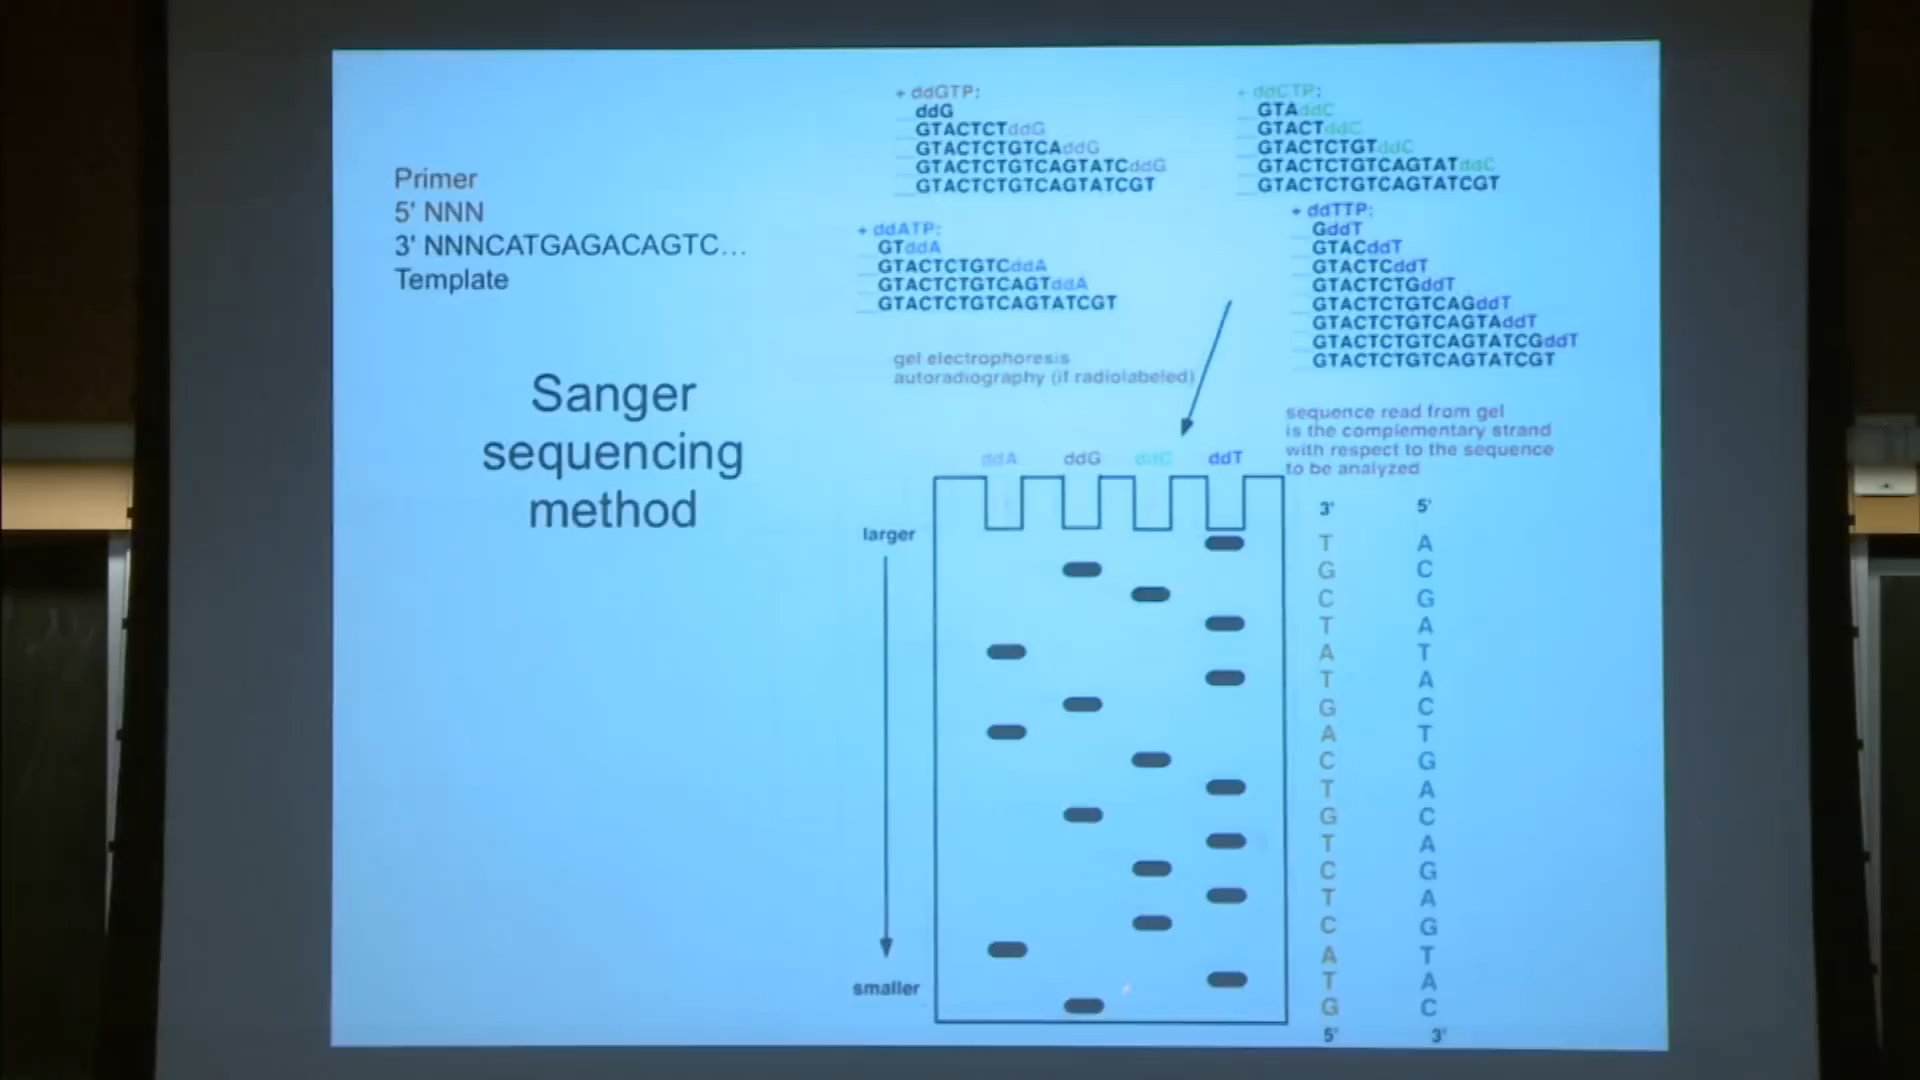 Primer
5' NNN
3' NNNCATGAGACAGTC...
Template
Sanger
sequencing
method
+ ddGTP:
ddG
GTACTCTddG
GTACTCTGTCAddG
GTACTCTGTCAGTATCddG
GTACTCTGTCAGTATCGT
+ ddCTP:
GTAddC
GTACTddC
GTACTCTGTddC
GTACTCTGTCAGTATddC
GTACTCTGTCAGTATCGT
+ ddATP:
GTddA
GTACTCTGTCddA
GTACTCTGTCAGTddA
GTACTCTGTCAGTATCGT
+ ddTTP:
GddT
GTACddT
GTACTCddT
GTACTCTGddT
GTACTCTGTCAGddT
GTACTCTGTCAGTAddT
GTACTCTGTCAGTATCGddT
GTACTCTGTCAGTATCGT
gel electrophoresis
autoradiography (if radiolabeled)
sequence read from gel
is the complementary strand
with respect to the sequence
to be analyzed
ddA ddG ddC ddT
larger
smaller
3' 5'
T A
G C
C G
T A
A T
T A
G C
A T
C G
T A
G C
T A
C G
T A
C G
A T
T A
G C
5' 3'